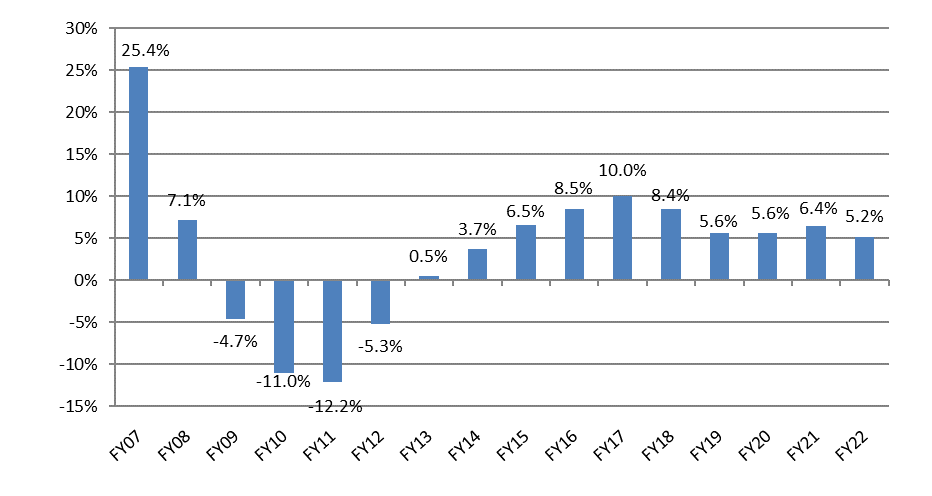 30%
25%
20%
15%
10%
5%
0%
-5%
-10%
-15%
25.4%
7.1%
-4.7%
-11.0%
-12.2%
-5.3%
0.5%
3.7%
6.5%
8.5%
10.0%
8.4%
5.6%
5.6%
6.4%
5.2%
FY07
FY08
FY09
FY10
FY11
FY12
FY13
FY14
FY15
FY16
FY17
FY18
FY19
FY20
FY21
FY22